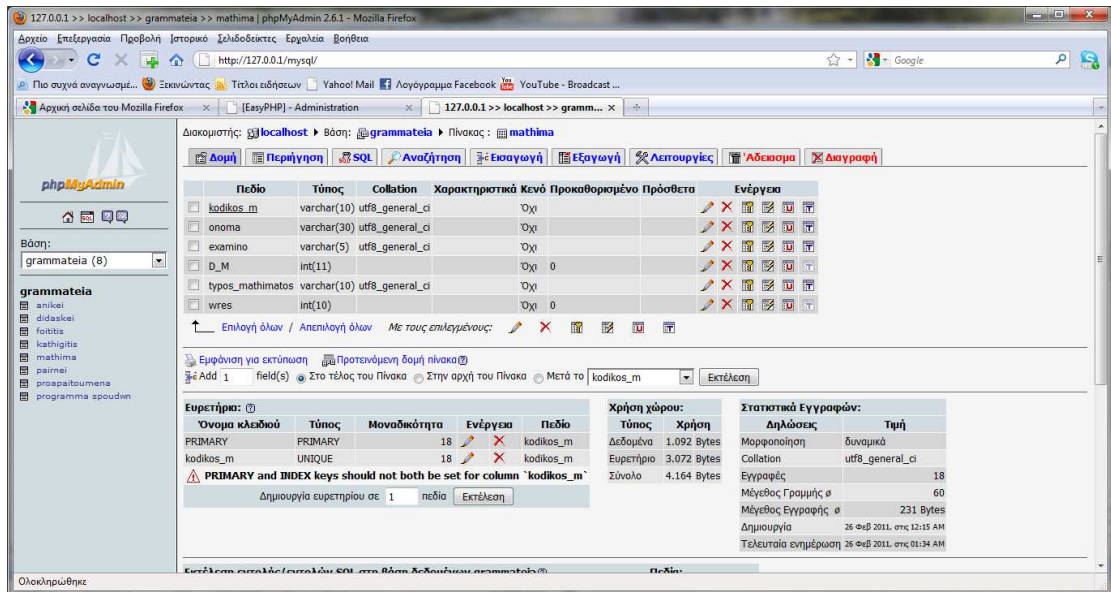 127.0.0.1 >> localhost >> grammateia >> mathima | phpMyAdmin 2.6.1 - Mozilla Firefox
Αρχείο Επεξεργασία Προβολή Ιστορικό Σελιδοδείκτες Εργαλεία Βοήθεια
http://127.0.0.1/mysql/
Google
Πιο συχνά αναγνωσμέ... Ξεκινώντας Τίτλοι ειδήσεων Yahoo! Mail Λογόγραμμα Facebook YouTube - Broadcast ...
Αρχική σελίδα του Mozilla Firefox [EasyPHP] - Administration 127.0.0.1 >> localhost >> gramm...
phpMyAdmin
Βάση:
grammateia (8)
grammateia
anikei
didaskei
foititis
kathigitis
mathima
pairnei
proapaitoumena
programma spoudwn
Διακομιστής: localhost Βάση: grammateia Πίνακας : mathima
Δομή Περιήγηση SQL Αναζήτηση Εισαγωγή Εξαγωγή Λειτουργίες 'Αδειασμα Διαγραφή
Πεδίο Τύπος Collation Χαρακτηριστικά Κενό Προκαθορισμένο Πρόσθετα Ενέργεια
kodikos_m varchar(10) utf8_general_ci Όχι
onoma varchar(30) utf8_general_ci Όχι
examino varchar(5) utf8_general_ci Όχι
D_M int(11) Όχι 0
typos_mathimatos varchar(10) utf8_general_ci Όχι
wres int(10) Όχι 0
Επιλογή όλων / Απεπιλογή όλων Με τους επιλεγμένους:
Εμφάνιση για εκτύπωση Προτεινόμενη δομή πίνακα
Add 1 field(s) Στο τέλος του Πίνακα Στην αρχή του Πίνακα Μετά το kodikos_m Εκτέλεση
Ευρετήρια:
Όνομα κλειδιού Τύπος Μοναδικότητα Ενέργεια Πεδίο
PRIMARY PRIMARY 18 kodikos_m
kodikos_m UNIQUE 18 kodikos_m
PRIMARY and INDEX keys should not both be set for column `kodikos_m`
Δημιουργία ευρετηρίου σε 1 πεδία Εκτέλεση
Χρήση χώρου:
Τύπος Χρήση
Δεδομένα 1.092 Bytes
Ευρετήριο 3.072 Bytes
Σύνολο 4.164 Bytes
Στατιστικά Εγγραφών:
Δηλώσεις Τιμή
Μορφοποίηση δυναμικά
Collation utf8_general_ci
Εγγραφές 18
Μέγεθος Γραμμής ø 60
Μέγεθος Εγγραφής ø 231 Bytes
Δημιουργία 26 Φεβ 2011, στις 12:15 AM
Τελευταία ενημέρωση 26 Φεβ 2011, στις 01:34 AM
Εκτέλεση εντολής/εντολών SQL στη βάση δεδομένων grammateia Πεδία:
Ολοκληρώθηκε